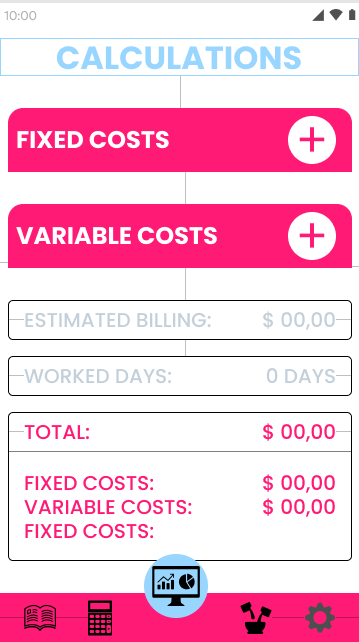 10:00
CALCULATIONS
FIXED COSTS
VARIABLE COSTS
ESTIMATED BILLING: $ 00,00
WORKED DAYS: 0 DAYS
TOTAL: $ 00,00
FIXED COSTS: $ 00,00
VARIABLE COSTS: $ 00,00
FIXED COSTS: